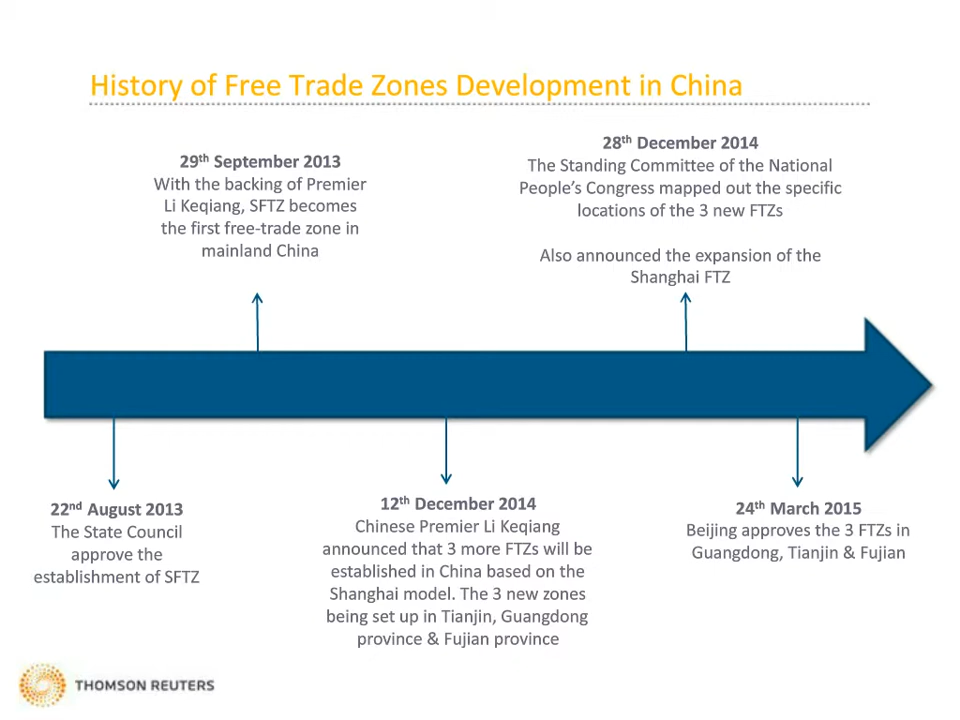 History of Free Trade Zones Development in China
29th September 2013
With the backing of Premier
Li Keqiang, SFTZ becomes
the first free-trade zone in
mainland China
28th December 2014
The Standing Committee of the National
People's Congress mapped out the specific
locations of the 3 new FTZs
Also announced the expansion of the
Shanghai FTZ
22nd August 2013
The State Council
approve the
establishment of SFTZ
12th December 2014
Chinese Premier Li Keqiang
announced that 3 more FTZs will be
established in China based on the
Shanghai model. The 3 new zones
being set up in Tianjin, Guangdong
province & Fujian province
24th March 2015
Beijing approves the 3 FTZs in
Guangdong, Tianjin & Fujian
THOMSON REUTERS